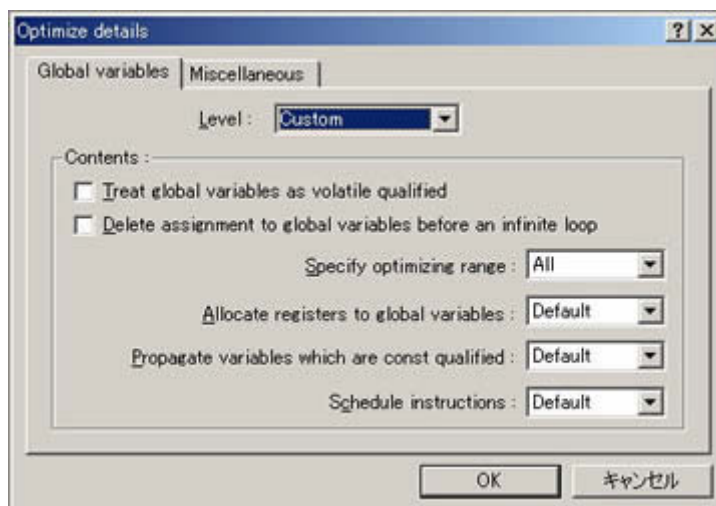 Optimize details
Global variables Miscellaneous
Level : Custom
Contents :
Treat global variables as volatile qualified
Delete assignment to global variables before an infinite loop
Specify optimizing range : All
Allocate registers to global variables : Default
Propagate variables which are const qualified : Default
Schedule instructions : Default
OK キャンセル